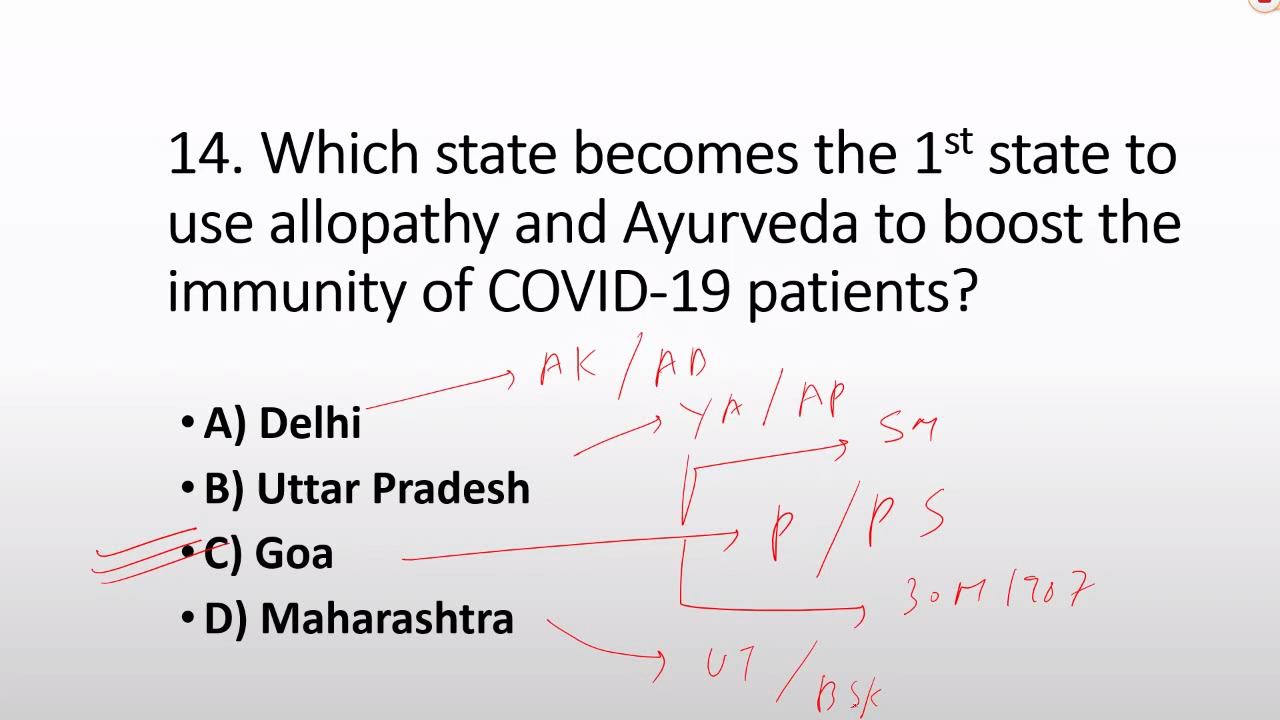 14. Which state becomes the 1st state to
use allopathy and Ayurveda to boost the
immunity of COVID-19 patients?
AK / AD
• A) Delhi
YA / AP
SM
• B) Uttar Pradesh
P / PS
• C) Goa
30M
• D) Maharashtra
UT / BSK